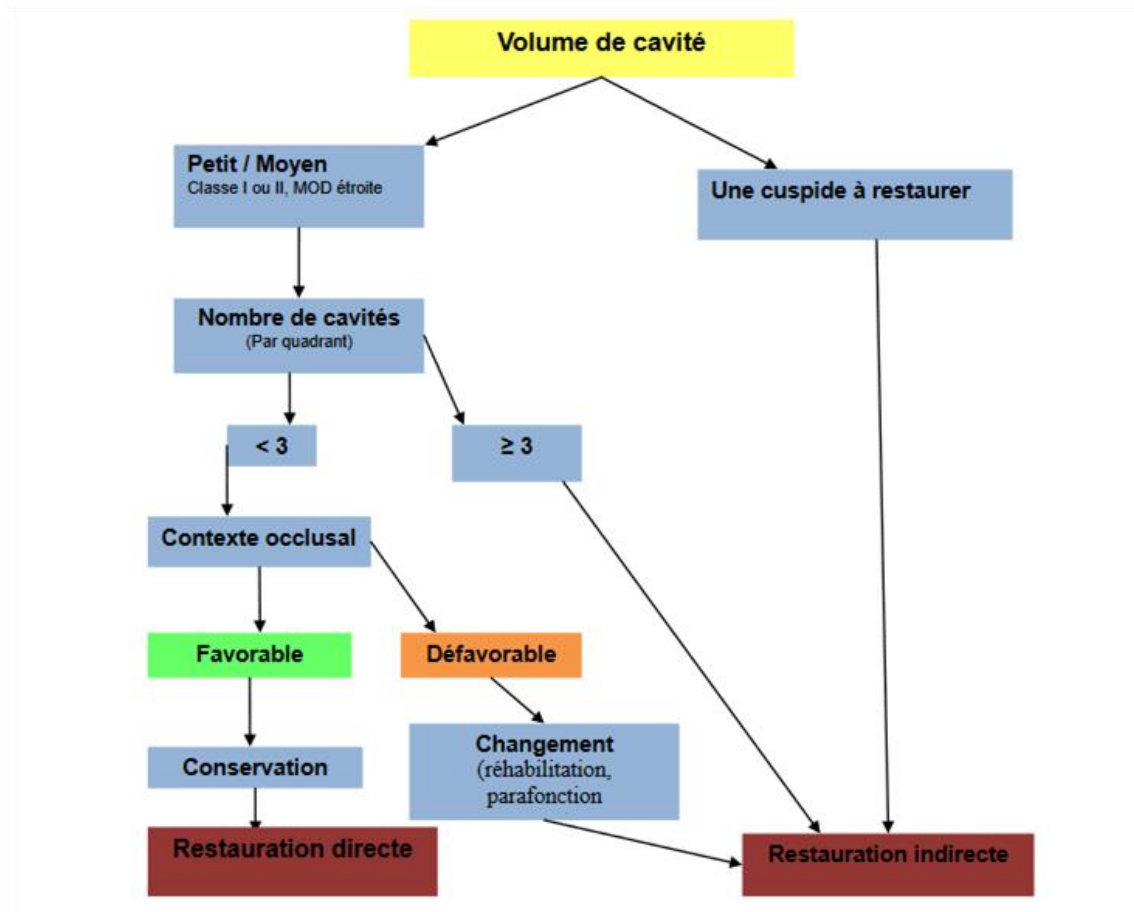 Volume de cavité
Petit / Moyen
Classe I ou II, MOD étroite
Une cuspide à restaurer
Nombre de cavités
(Par quadrant)
< 3
≥ 3
Contexte occlusal
Favorable
Défavorable
Conservation
Changement
(réhabilitation,
parafonction
Restauration directe
Restauration indirecte